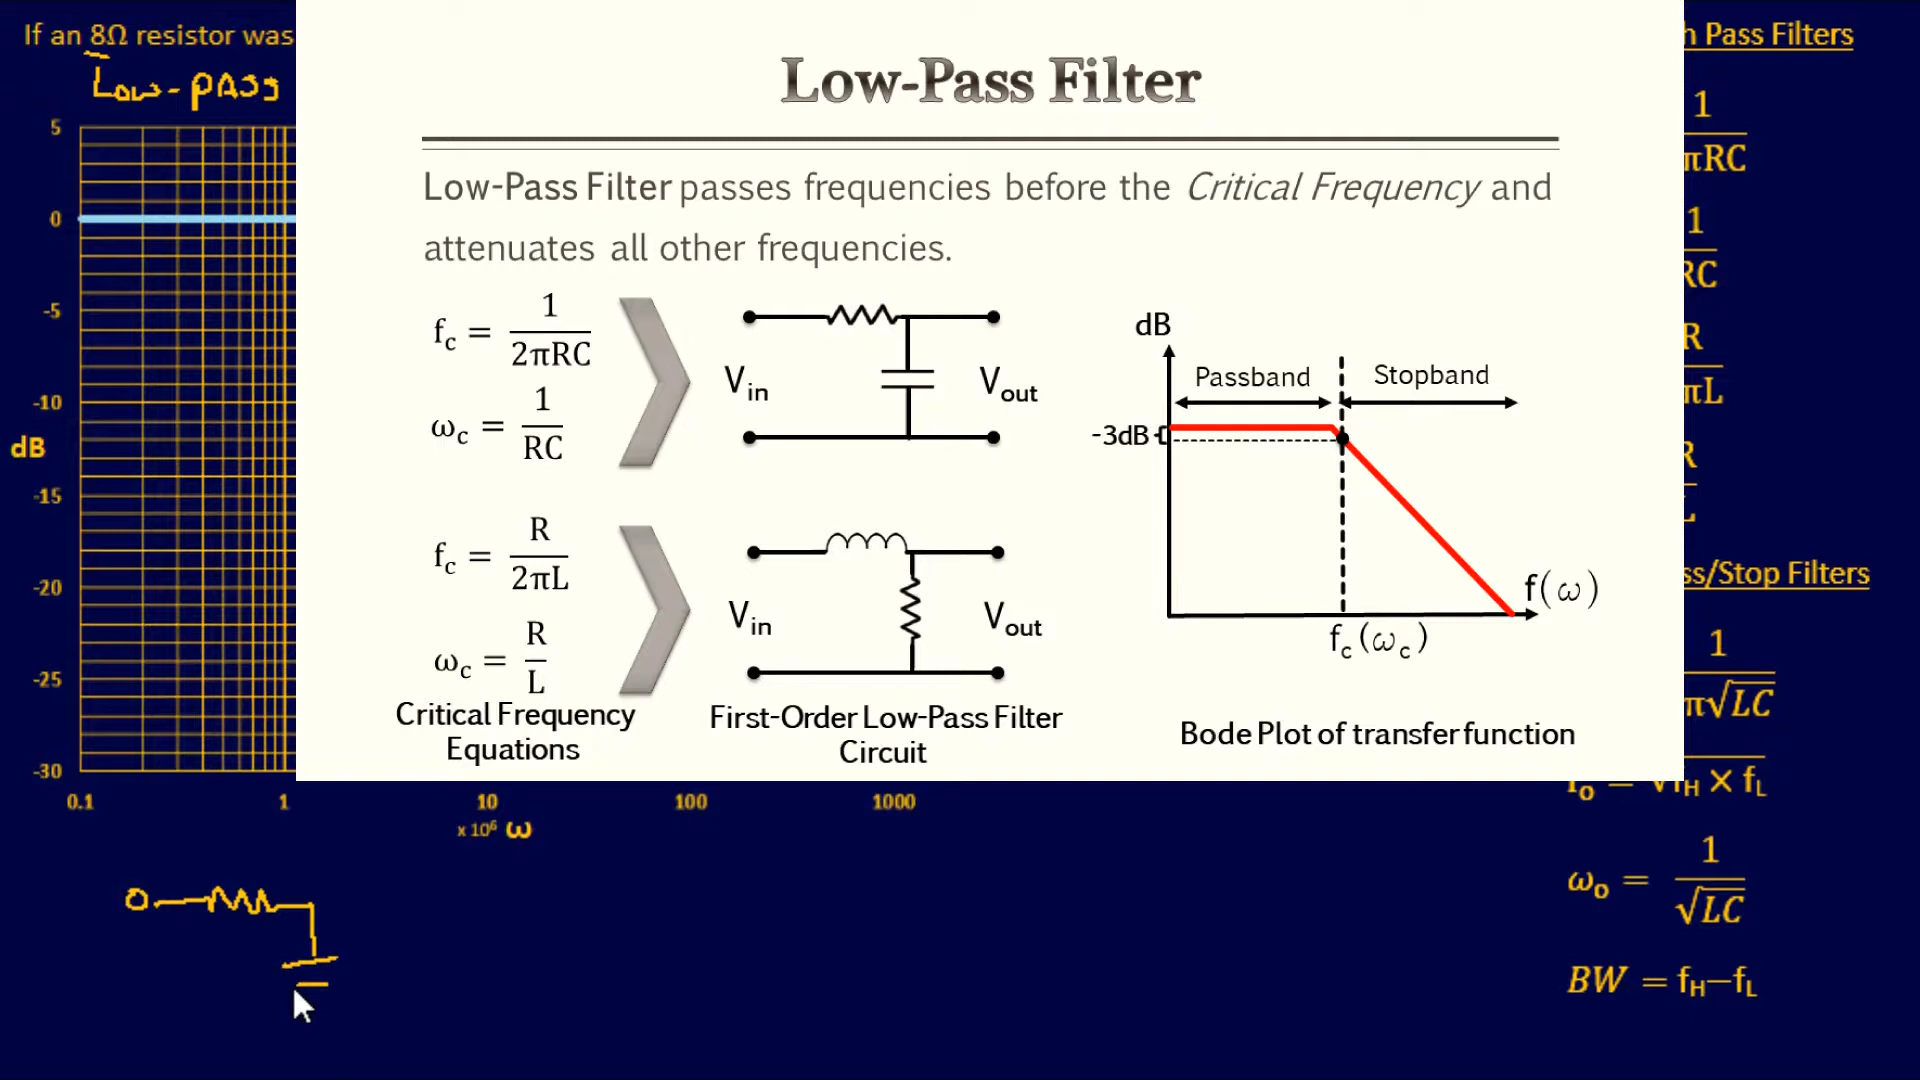 If an 8Ω resistor was
Low-pass
5
0
-5
-10
dB
-15
-20
-25
-30
0.1
1
10
100
1000
x 10⁶ ω
Low-Pass Filter
Low-Pass Filter passes frequencies before the Critical Frequency and
attenuates all other frequencies.
f_c = 1/2πRC
ω_c = 1/RC
f_c = R/2πL
ω_c = R/L
Critical Frequency
Equations
V_in
V_out
V_in
V_out
First-Order Low-Pass Filter
Circuit
dB
Passband
Stopband
-3dB
f(ω)
f_c(ω_c)
Bode Plot of transfer function
Pass Filters
1
πRC
1
RC
R
πL
R
ss/Stop Filters
1
π√LC
f_o = √f_H × f_L
ω_o = 1/√LC
BW = f_H–f_L